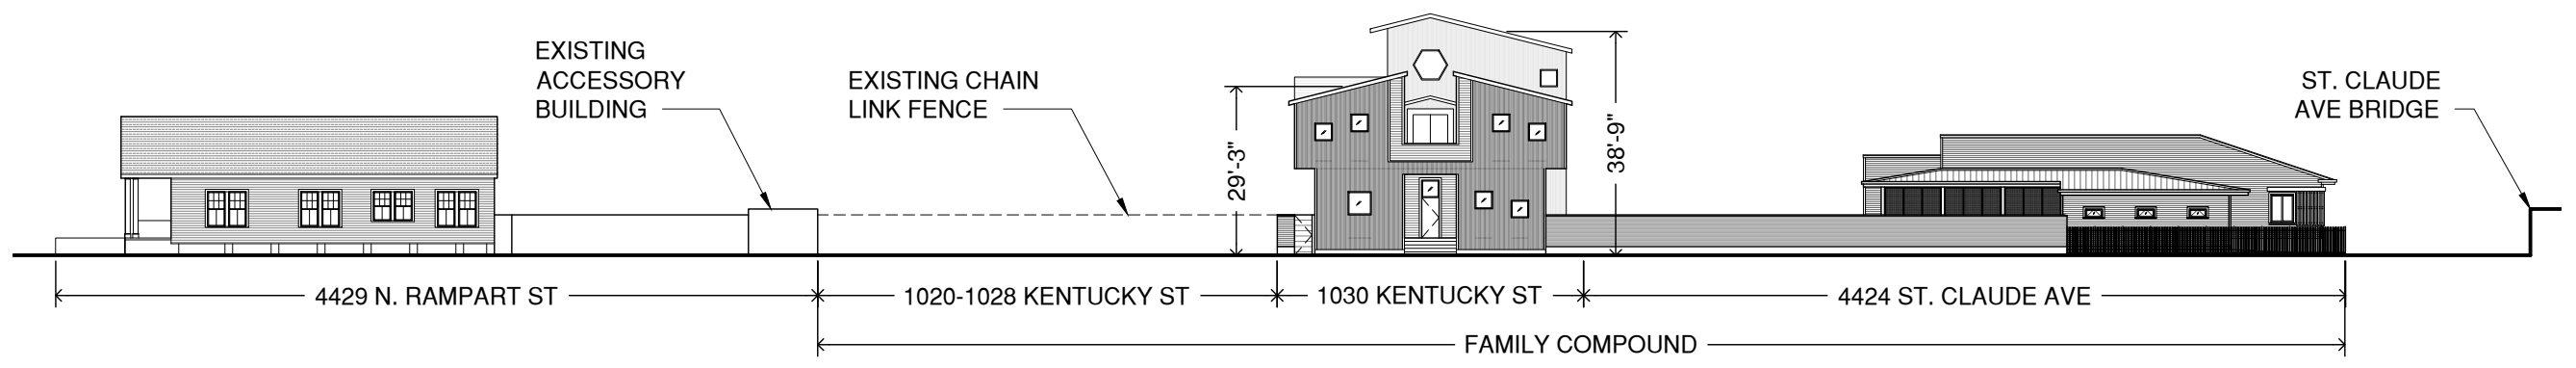 EXISTING
ACCESSORY
BUILDING
EXISTING CHAIN
LINK FENCE
29'-3"
38'-9"
ST. CLAUDE
AVE BRIDGE
4429 N. RAMPART ST
1020-1028 KENTUCKY ST
1030 KENTUCKY ST
4424 ST. CLAUDE AVE
FAMILY COMPOUND